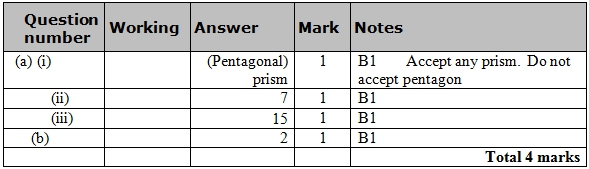 Question number Working Answer Mark Notes
(a) (i) (Pentagonal) prism 1 B1 Accept any prism. Do not accept pentagon
(ii) 7 1 B1
(iii) 15 1 B1
(b) 2 1 B1
Total 4 marks